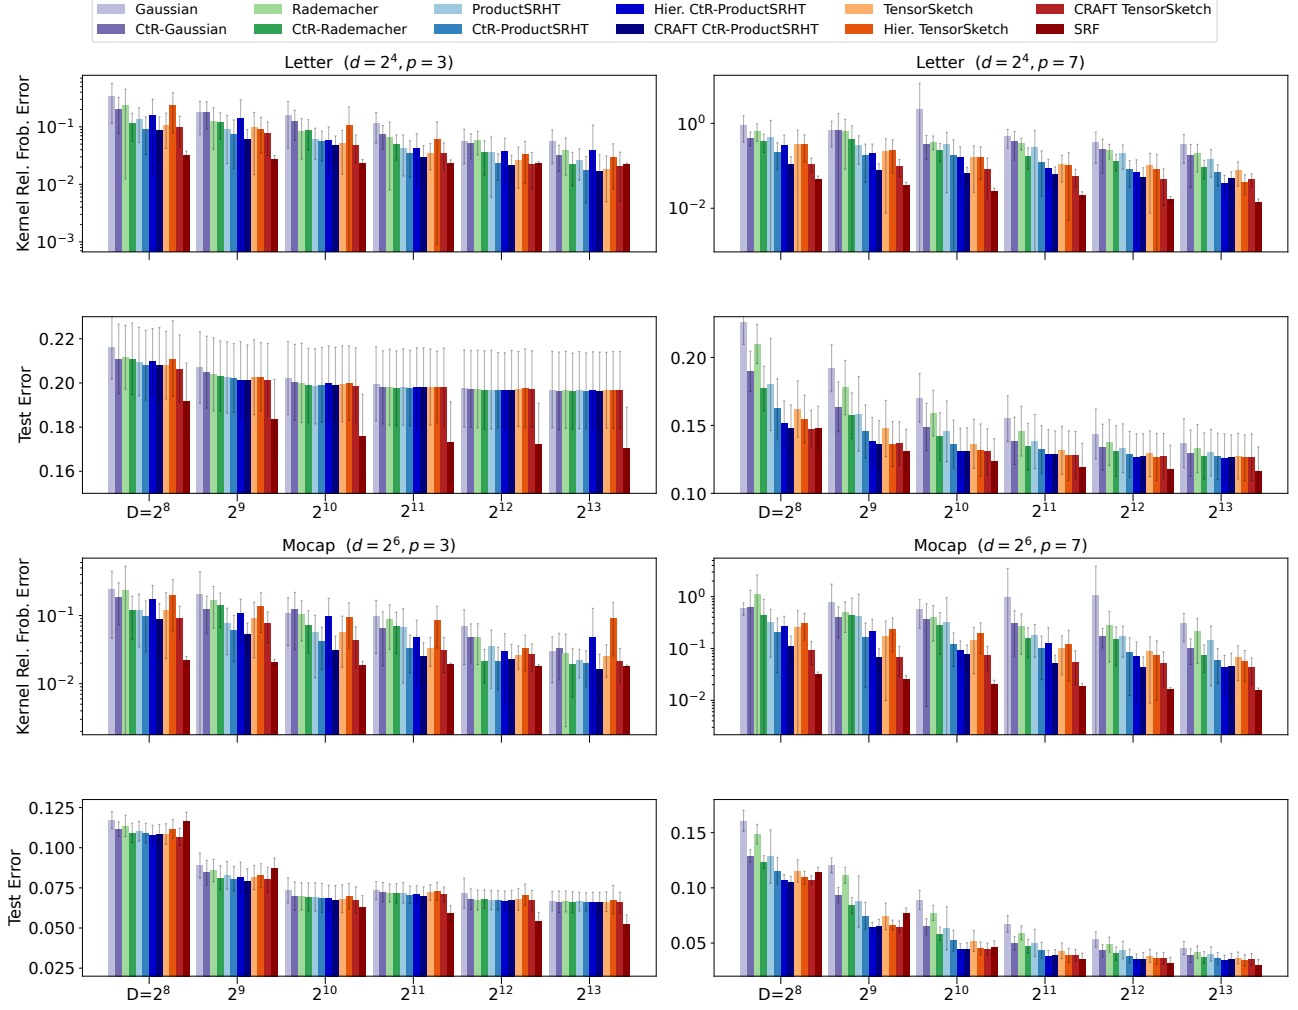 Gaussian Rademacher ProductSRHT Hier. CtR-ProductSRHT TensorSketch CRAFT TensorSketch
CtR-Gaussian CtR-Rademacher CtR-ProductSRHT CRAFT CtR-ProductSRHT Hier. TensorSketch SRF
Letter (d = 2⁴, p = 3)
Kernel Rel. Frob. Error
10⁻¹
10⁻²
10⁻³
Letter (d = 2⁴, p = 7)
10⁰
10⁻²
Test Error
0.22
0.20
0.18
0.16
D=2⁸ 2⁹ 2¹⁰ 2¹¹ 2¹² 2¹³
0.20
0.15
0.10
D=2⁸ 2⁹ 2¹⁰ 2¹¹ 2¹² 2¹³
Mocap (d = 2⁶, p = 3)
Kernel Rel. Frob. Error
10⁻¹
10⁻²
Mocap (d = 2⁶, p = 7)
10⁰
10⁻¹
10⁻²
Test Error
0.125
0.100
0.075
0.050
0.025
D=2⁸ 2⁹ 2¹⁰ 2¹¹ 2¹² 2¹³
0.15
0.10
0.05
D=2⁸ 2⁹ 2¹⁰ 2¹¹ 2¹² 2¹³